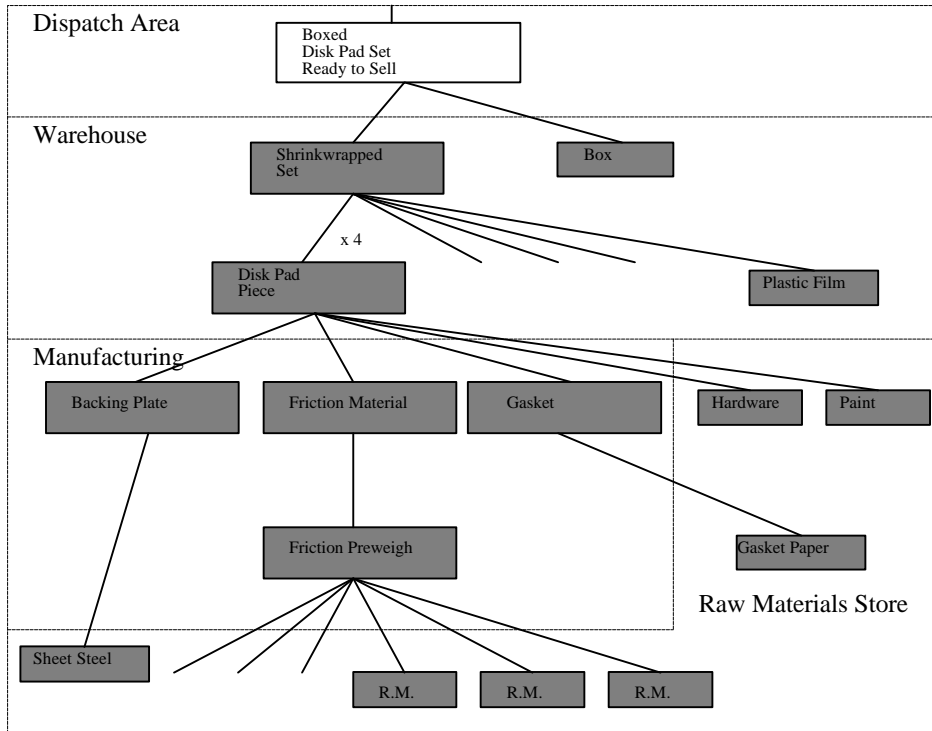 Dispatch Area
Boxed
Disk Pad Set
Ready to Sell
Warehouse
Shrinkwrapped
Set
Box
x 4
Disk Pad
Piece
Plastic Film
Manufacturing
Backing Plate
Friction Material
Gasket
Hardware
Paint
Friction Preweigh
Gasket Paper
Raw Materials Store
Sheet Steel
R.M.
R.M.
R.M.